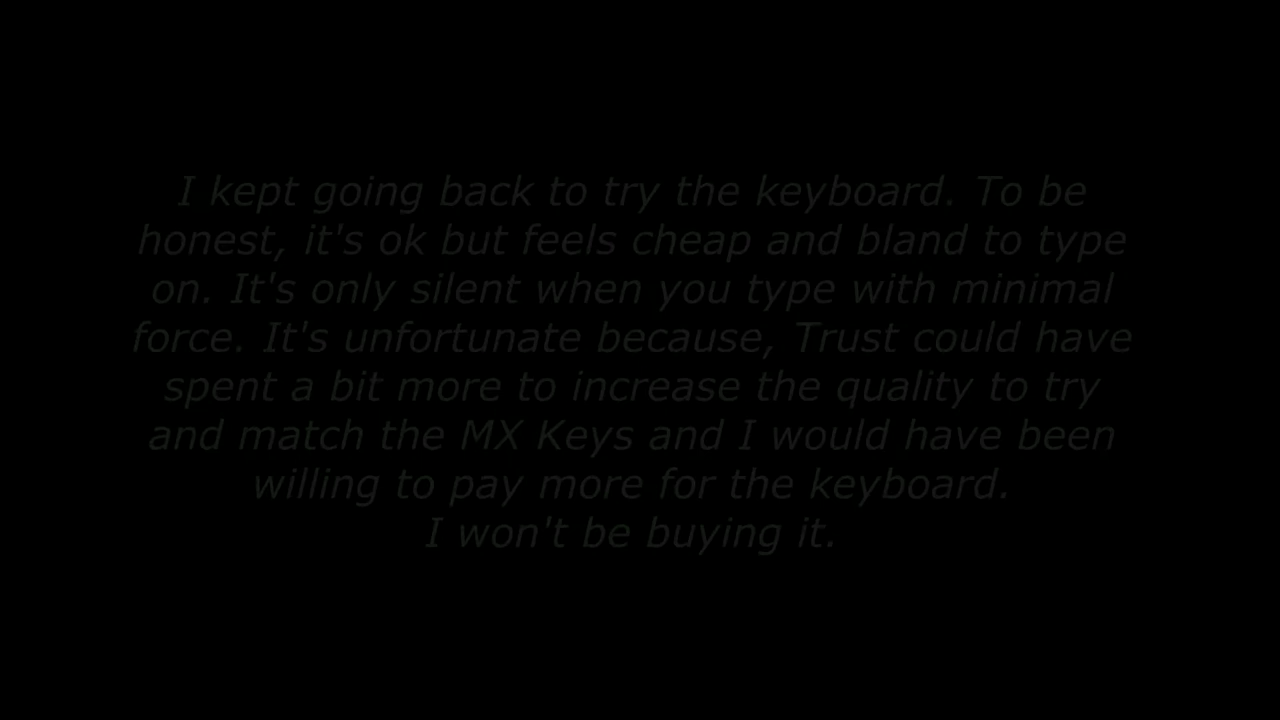 I kept going back to try the keyboard. To be
honest, it's ok but feels cheap and bland to type
on. It's only silent when you type with minimal
force. It's unfortunate because, Trust could have
spent a bit more to increase the quality to try
and match the MX Keys and I would have been
willing to pay more for the keyboard.
I won't be buying it.